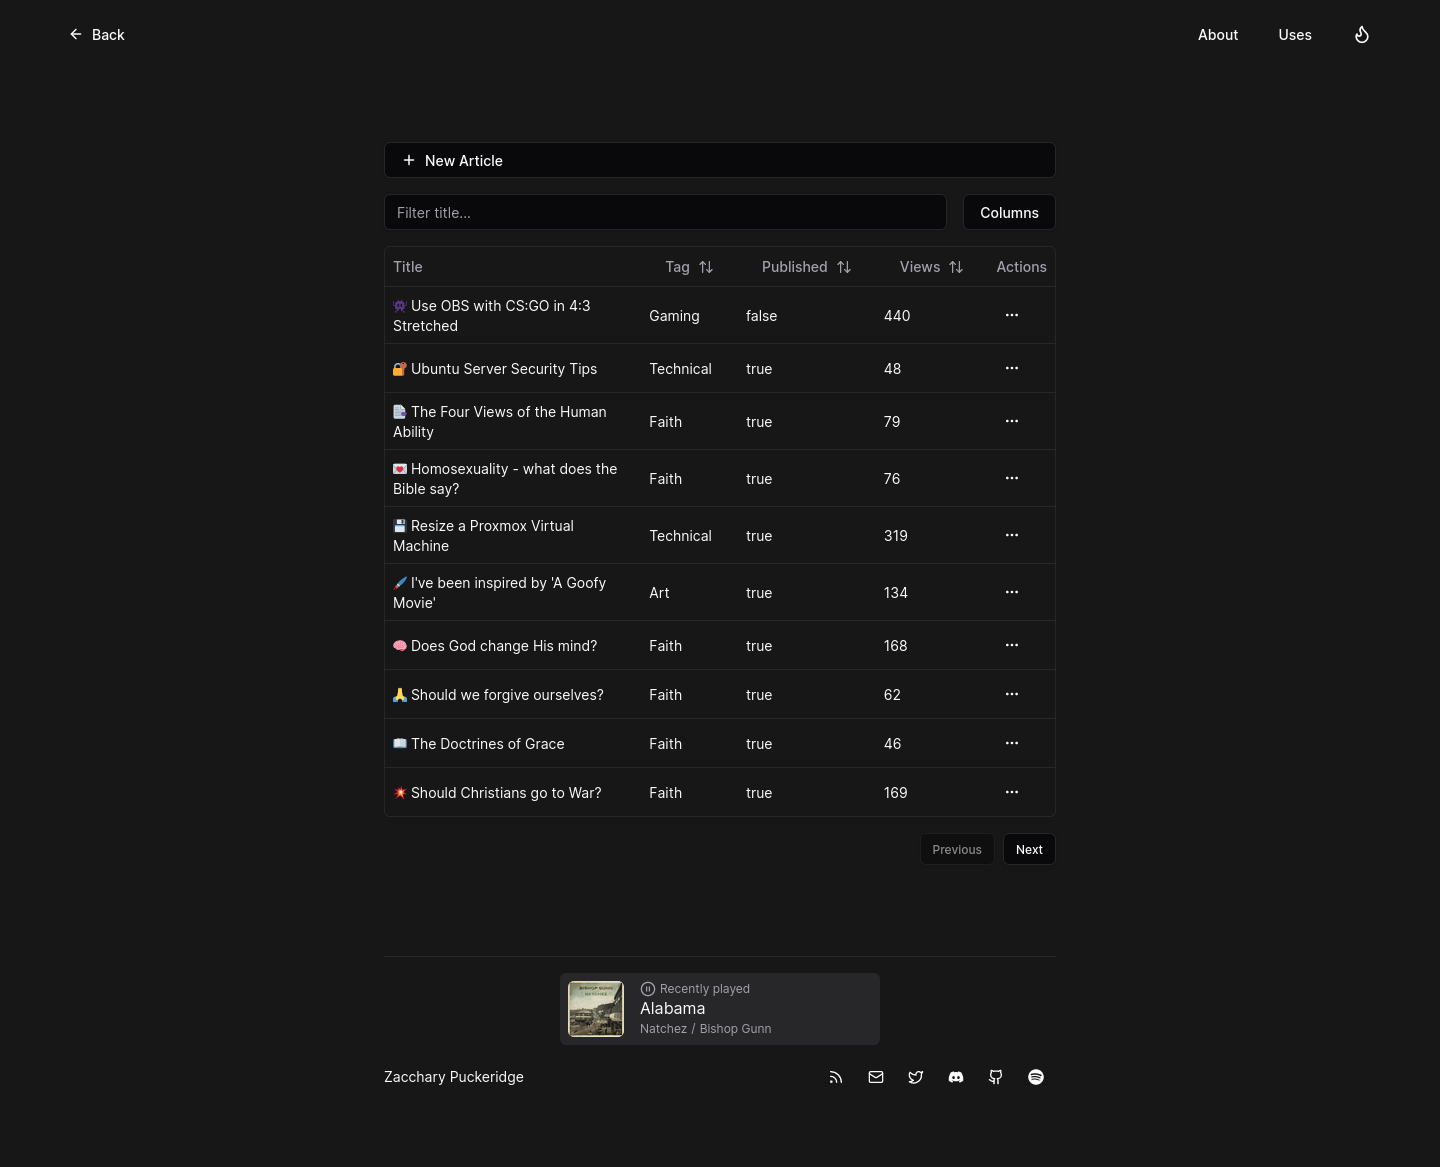 Back About Uses
New Article
Filter title... Columns
Title Tag Published Views Actions
Use OBS with CS:GO in 4:3
Stretched
Gaming false 440
Ubuntu Server Security Tips Technical true 48
The Four Views of the Human
Ability
Faith true 79
Homosexuality - what does the
Bible say?
Faith true 76
Resize a Proxmox Virtual
Machine
Technical true 319
I've been inspired by 'A Goofy
Movie'
Art true 134
Does God change His mind? Faith true 168
Should we forgive ourselves? Faith true 62
The Doctrines of Grace Faith true 46
Should Christians go to War? Faith true 169
Previous Next
BISHOP GUNN
NATCHEZ
Recently played
Alabama
Natchez / Bishop Gunn
Zacchary Puckeridge